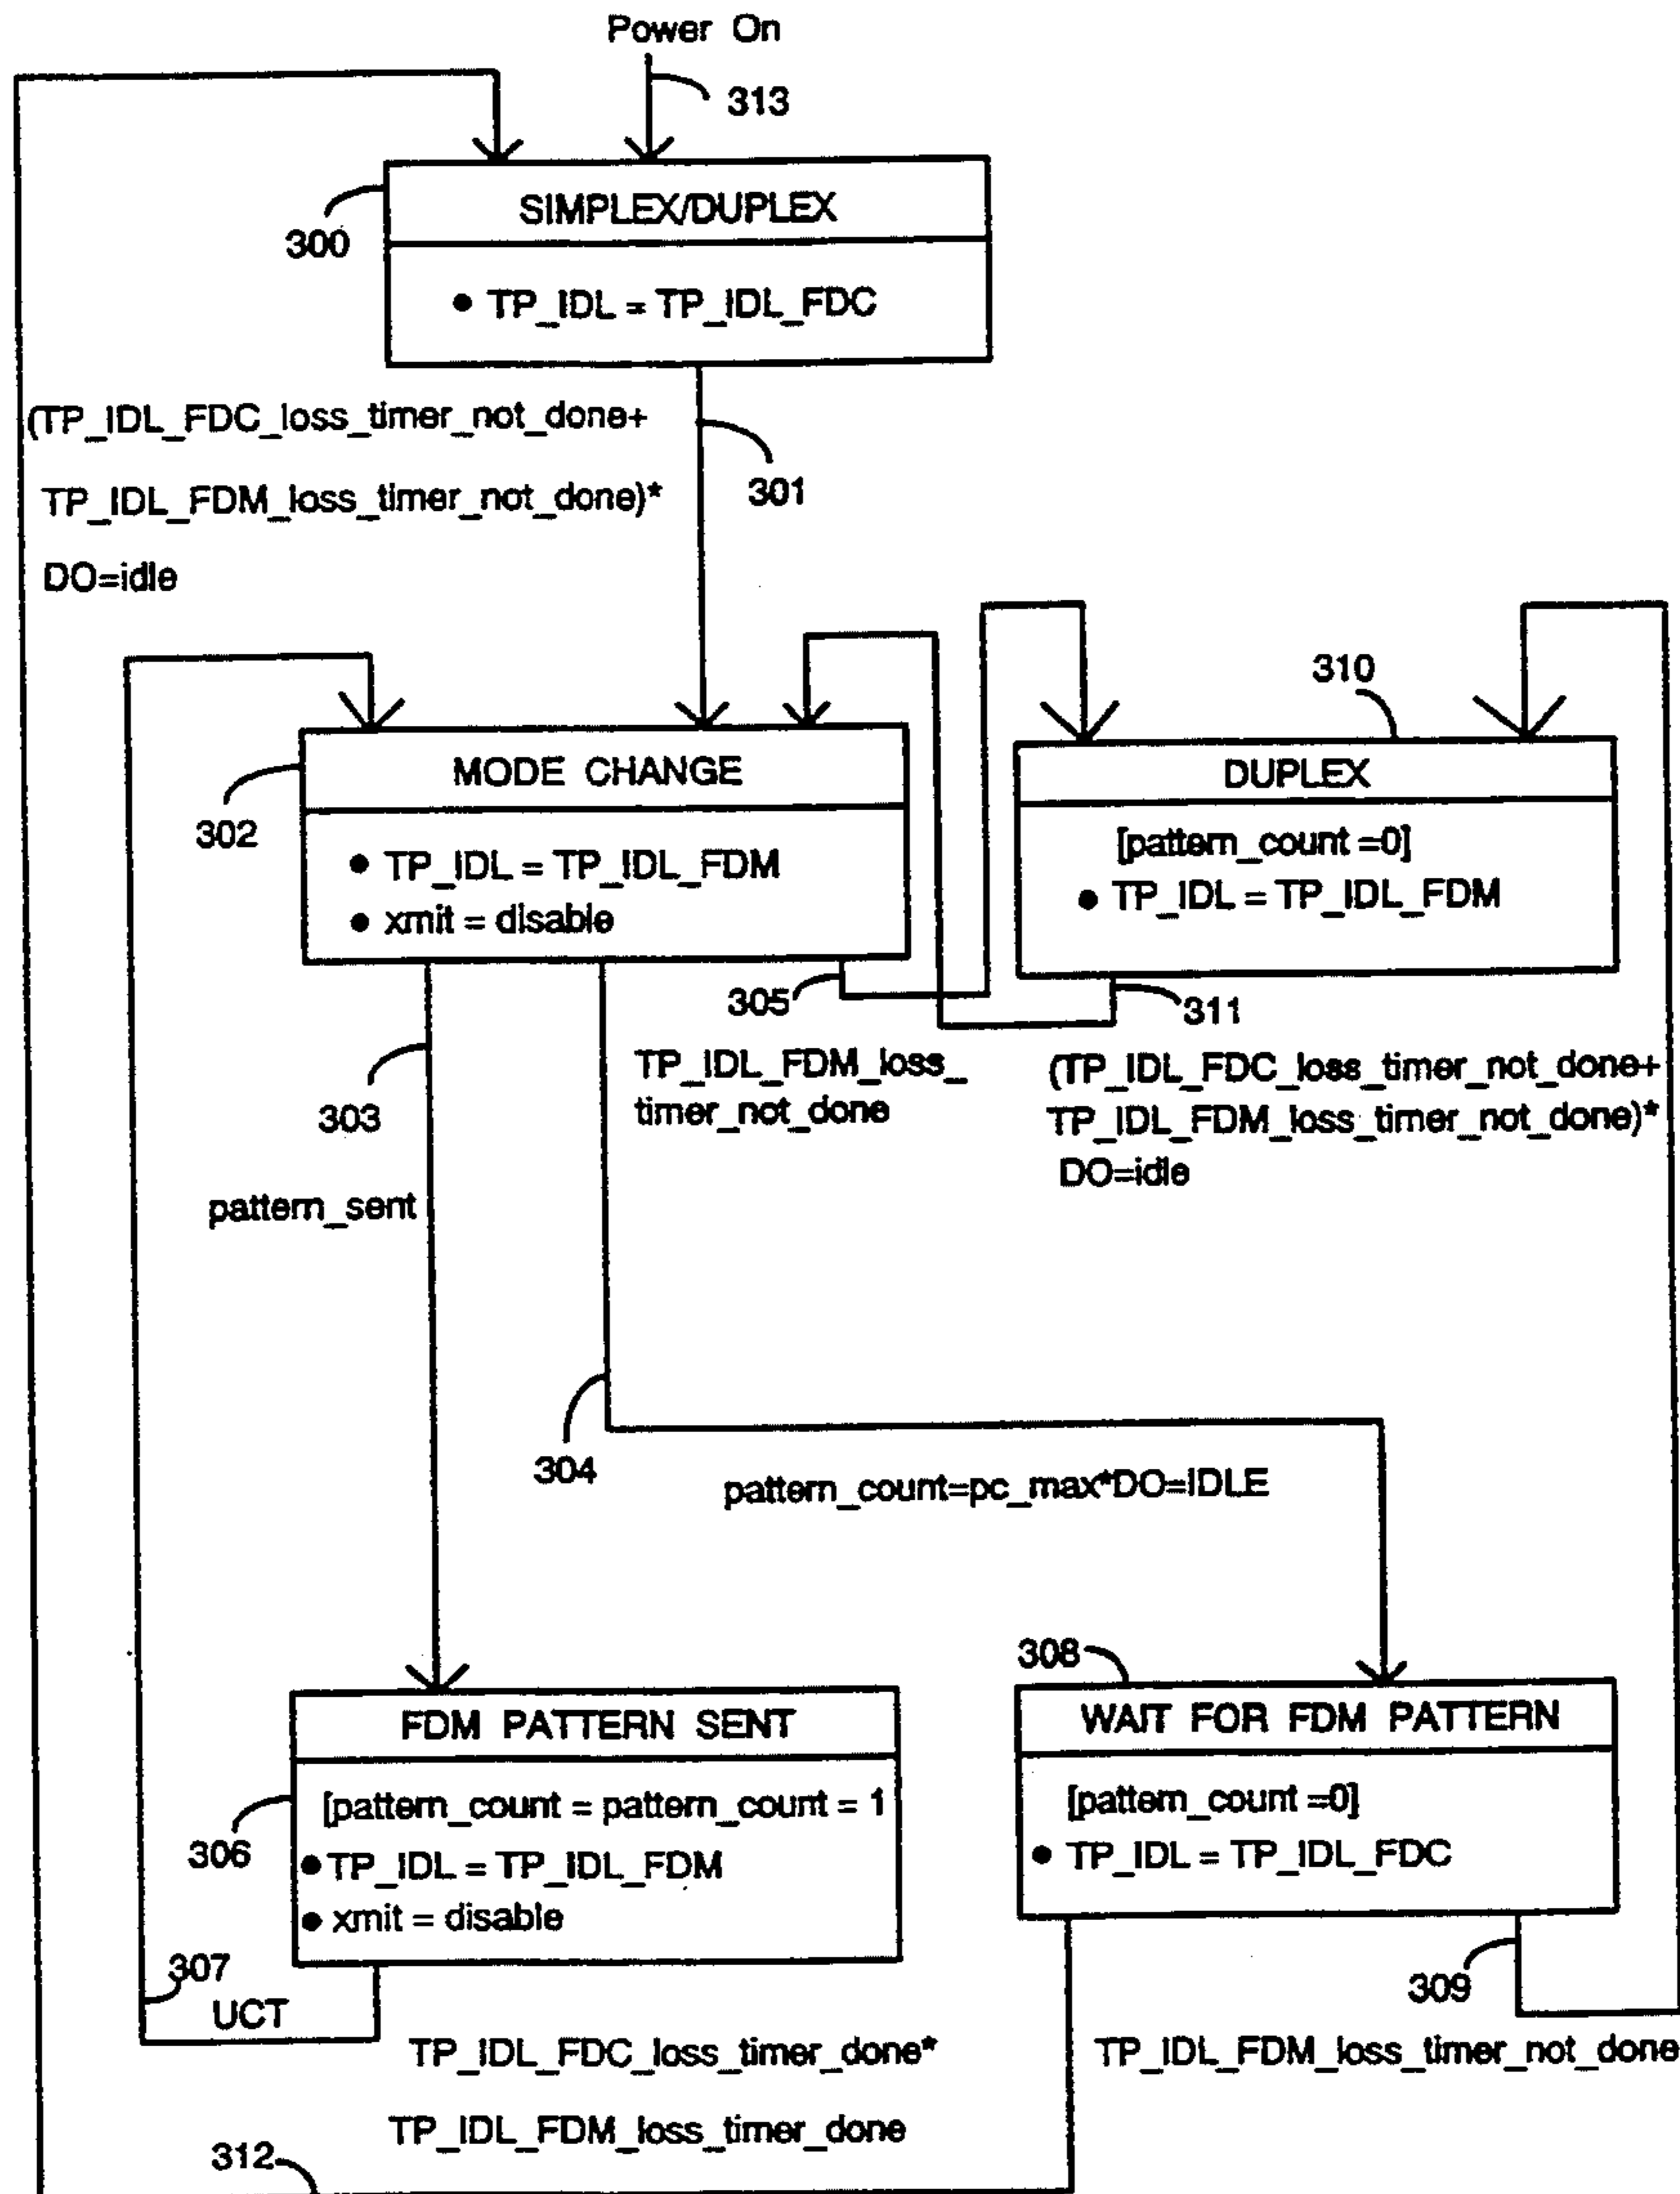 Power On
313
SIMPLEX/DUPLEX
300
● TP_IDL = TP_IDL_FDC
(TP_IDL_FDC_loss_timer_not_done+
TP_IDL_FDM_loss_timer_not_done)*
DO=idle
301
310
MODE CHANGE
302
● TP_IDL = TP_IDL_FDM
● xmit = disable
DUPLEX
[pattern_count =0]
● TP_IDL = TP_IDL_FDM
305
311
303
TP_IDL_FDM_loss_
timer_not_done
(TP_IDL_FDC_loss_timer_not_done+
TP_IDL_FDM_loss_timer_not_done)*
DO=idle
pattern_sent
304
pattern_count=pc_max*DO=IDLE
308
FDM PATTERN SENT
306
[pattern_count = pattern_count = 1
● TP_IDL = TP_IDL_FDM
● xmit = disable
WAIT FOR FDM PATTERN
[pattern_count =0]
● TP_IDL = TP_IDL_FDC
307
UCT
309
TP_IDL_FDC_loss_timer_done*
TP_IDL_FDM_loss_timer_done
TP_IDL_FDM_loss_timer_not_done
312